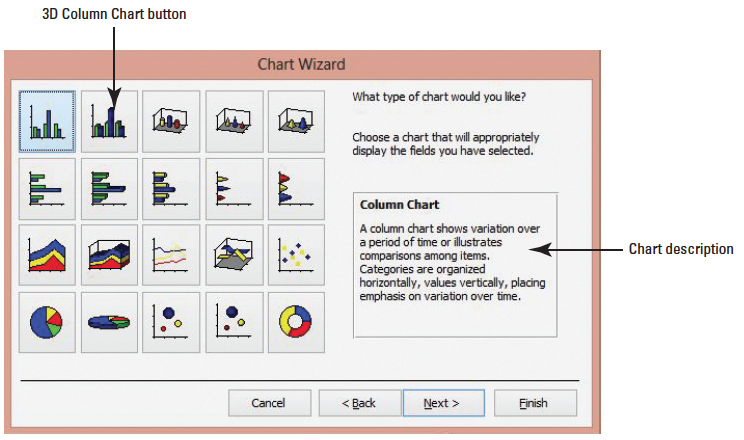 3D Column Chart button
Chart Wizard
What type of chart would you like?
Choose a chart that will appropriately
display the fields you have selected.
Column Chart
A column chart shows variation over
a period of time or illustrates
comparisons among items.
Categories are organized
horizontally, values vertically, placing
emphasis on variation over time.
Chart description
Cancel
< Back
Next >
Finish